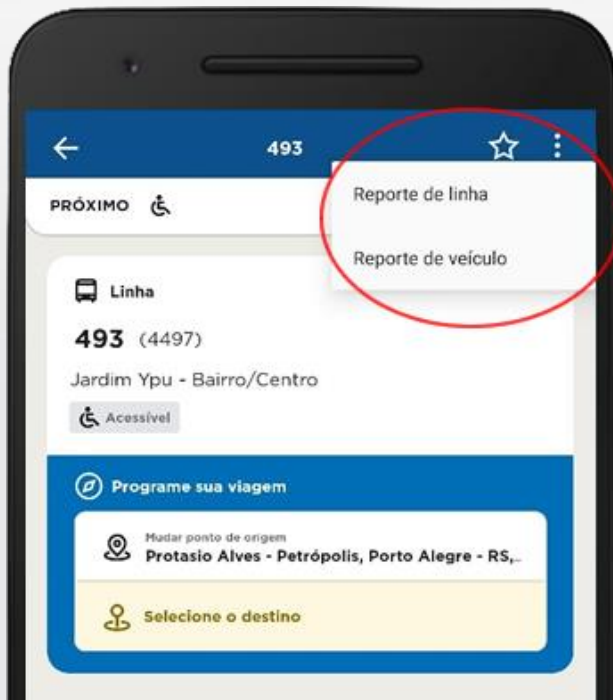 493
Reporte de linha
PRÓXIMO
Reporte de veículo
Linha
493 (4497)
Jardim Ypu - Bairro/Centro
Acessível
Programe sua viagem
Mudar ponto de origem
Protasio Alves - Petrópolis, Porto Alegre - RS,...
Selecione o destino